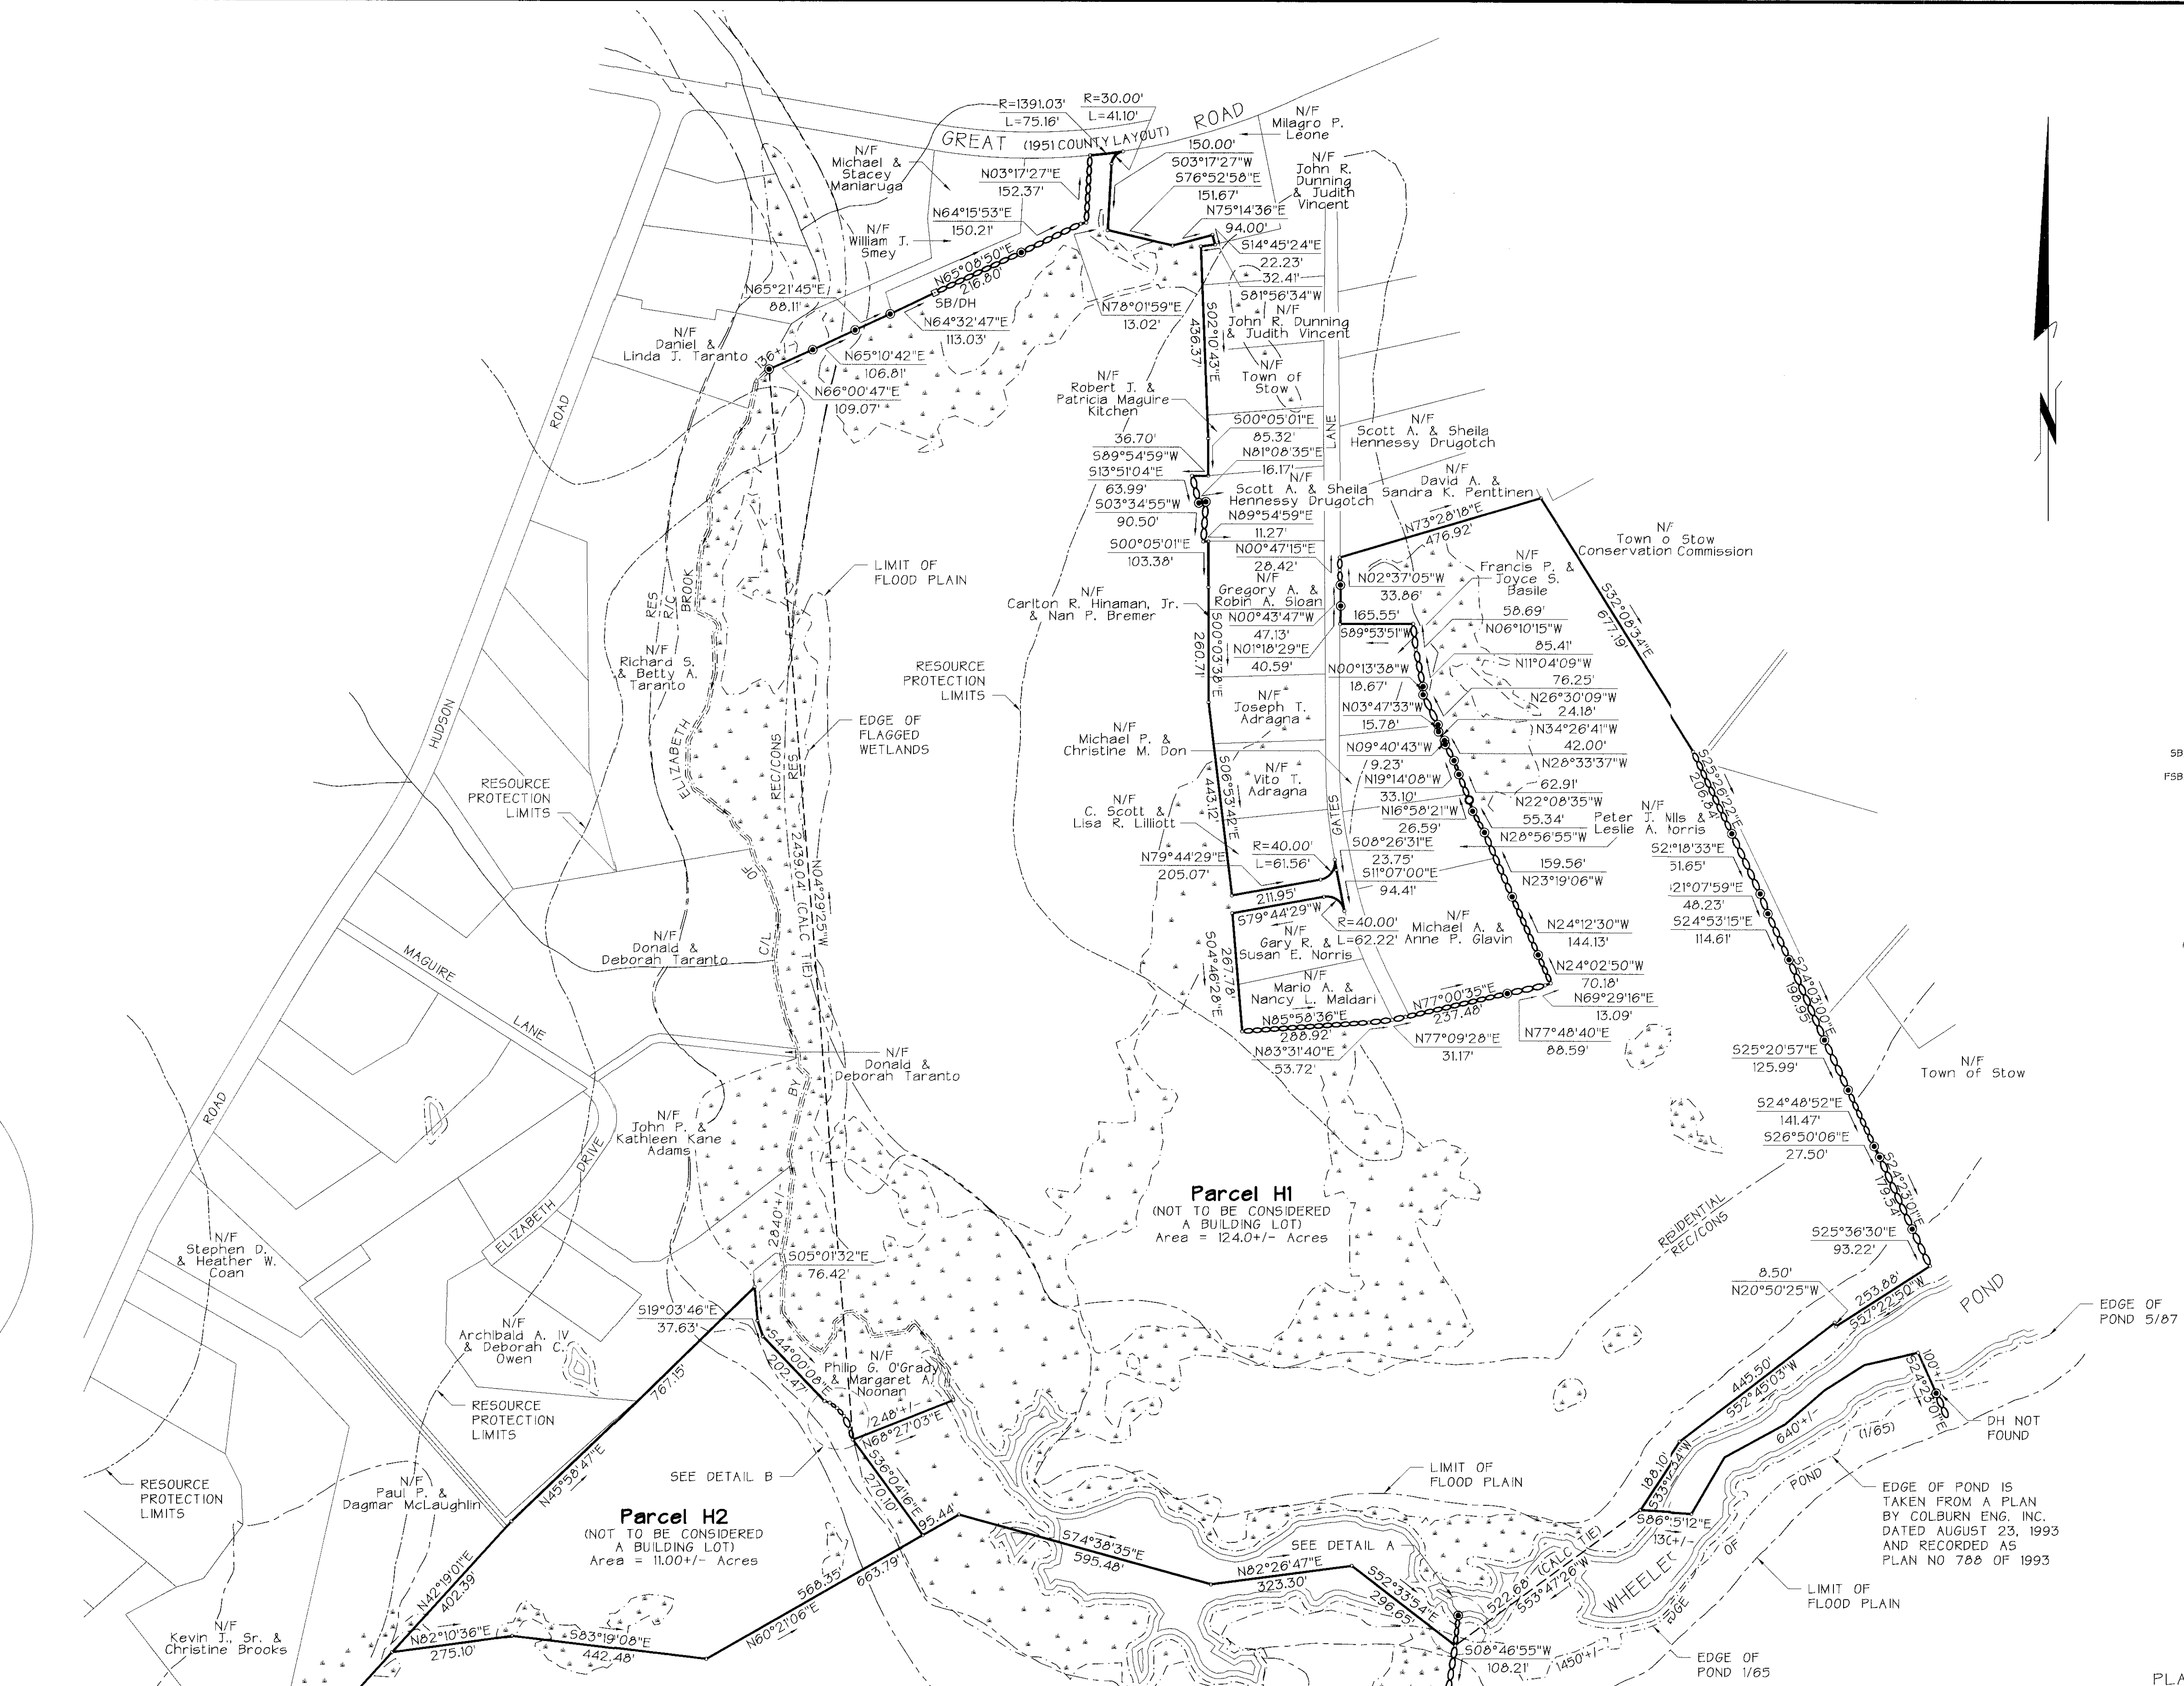 R=1391.03'
L=75.16'
R=30.00'
L=41.10'
GREAT (1951 COUNTY LAYOUT) ROAD
N/F
Milagro P.
Leone
N/F
Michael &
Stacey
Maniaruga
N03°17'27"E
152.37'
150.00'
S03°17'27"W
S76°52'58"E
151.67'
N/F
John R.
Dunning
& Judith
Vincent
N64°15'53"E
150.21'
N75°14'36"E
94.00'
N/F
William J.
Smey
S14°45'24"E
22.23'
32.41'
S81°56'34"W
N65°08'50"E
216.80'
N65°21'45"E
88.11'
SB/DH
N64°32'47"E
113.03'
N78°01'59"E
13.02'
N/F
John R. Dunning
& Judith Vincent
N/F
Daniel &
Linda J. Taranto
136+/-
N65°10'42"E
106.81'
N66°00'47"E
109.07'
S02°10'43"E
436.37'
N/F
Town of
Stow
N/F
Robert J. &
Patricia Maguire
Kitchen
LANE
ROAD
S00°05'01"E
85.32'
N/F
Scott A. & Sheila
Hennessy Drugotch
36.70'
S89°54'59"W
N81°08'35"E
16.17'
S13°51'04"E
63.99'
N/F
Scott A. & Sheila
Hennessy Drugotch
N/F
David A. &
Sandra K. Penttinen
S03°34'55"W
90.50'
N89°54'59"E
11.27'
N73°28'18"E
476.92'
N/F
Town o Stow
Conservation Commission
S00°05'01"E
103.38'
N00°47'15"E
28.42'
LIMIT OF
FLOOD PLAIN
N/F
Francis P. &
Joyce S.
Basile
N02°37'05"W
33.86'
N/F
Gregory A. &
Robin A. Sloan
N/F
Carlton R. Hinaman, Jr.
& Nan P. Bremer
N00°43'47"W
47.13'
165.55'
S89°53'51"W
58.69'
N06°10'15"W
S32°08'34"E
677.19'
RES
R/C
BROOK
S00°03'38"E
260.71'
N01°18'29"E
40.59'
85.41'
N11°04'09"W
N00°13'38"W
18.67'
76.25'
N26°30'09"W
N/F
Richard S.
& Betty A.
Taranto
RESOURCE
PROTECTION
LIMITS
N/F
Joseph T.
Adragna
N03°47'33"W
15.78'
24.18'
N34°26'41"W
HUDSON
ELIZABETH
EDGE OF
FLAGGED
WETLANDS
N/F
Michael P. &
Christine M. Don
N09°40'43"W
9.23'
42.00'
N28°33'37"W
REC/CONS
RES
S06°53'42"E
443.12'
N/F
Vito T.
Adragna
N19°14'08"W
33.10'
62.91'
N22°08'35"W
SB
FSB
S25°26'22"E
206.84'
RESOURCE
PROTECTION
LIMITS
N/F
C. Scott &
Lisa R. Lilliott
GATES
N16°58'21"W
26.59'
55.34'
N28°56'55"W
N/F
R=40.00'
L=61.56'
S08°26'31"E
23.75'
N79°44'29"E
205.07'
S11°07'00"E
94.41'
159.56'
N23°19'06"W
OF
N04°29'25"W
2439.04' (CALC TIE)
211.95'
S79°44'29"W
48.23'
S24°53'15"E
114.61'
R=40.00'
L=62.22'
N/F
Michael A. &
Anne P. Glavin
N24°12'30"W
144.13'
N/F
Donald &
Deborah Taranto
C/L
N/F
Gary R. &
Susan E. Norris
S04°46'28"E
267.78'
N24°02'50"W
70.18'
MAGUIRE
LANE
N/F
Mario A. &
Nancy L. Maldari
N77°00'35"E
237.48'
N69°29'16"E
13.09'
S24°03'00"E
198.95'
N85°58'36"E
288.92'
N83°31'40"E
53.72'
N77°09'28"E
31.17'
N77°48'40"E
88.59'
S25°20'57"E
125.99'
N/F
Donald &
Deborah Taranto
N/F
Town of Stow
BY
ROAD
S24°48'52"E
141.47'
N/F
John P. &
Kathleen Kane
Adams
DRIVE
S26°50'06"E
27.50'
S24°23'01"E
179.54'
Parcel H1
(NOT TO BE CONSIDERED
A BUILDING LOT)
Area = 124.0+/- Acres
RESIDENTIAL
REC/CONS
ELIZABETH
2840'+/-
S25°36'30"E
93.22'
N/F
Stephen D.
& Heather W.
Coan
S05°01'32"E
76.42'
8.50'
N20°50'25"W
253.88'
S57°22'50"W
POND
EDGE OF
POND 5/87
S19°03'46"E
37.63'
N/F
Archibald A. IV
& Deborah C.
Owen
S44°00'08"E
202.47'
N/F
Philip G. O'Grady
& Margaret A.
Noonan
767.15'
N45°58'47"E
445.50'
S52°45'03"W
100'+/-
S24°23'01"E
RESOURCE
PROTECTION
LIMITS
248'+/-
N68°27'03"E
DH NOT
FOUND
640'+/-
(1/65)
SEE DETAIL B
S36°04'16"E
270.10'
188.10'
LIMIT OF
FLOOD PLAIN
POND
RESOURCE
PROTECTION
LIMITS
N/F
Paul P. &
Dagmar McLaughlin
EDGE OF POND IS
TAKEN FROM A PLAN
BY COLBURN ENG. INC.
DATED AUGUST 23, 1993
AND RECORDED AS
PLAN NO 788 OF 1993
Parcel H2
(NOT TO BE CONSIDERED
A BUILDING LOT)
Area = 11.00+/- Acres
95.44'
S74°38'35"E
595.48'
SEE DETAIL A
522.68' (CALC TIE)
S53°47'26"W
OF
N42°19'01"E
402.39'
568.35'
663.79'
N60°21'06"E
N82°26'47"E
323.30'
S52°33'54"E
296.65'
EDGE
LIMIT OF
FLOOD PLAIN
N/F
Kevin J., Sr. &
Christine Brooks
N82°10'36"E
275.10'
S83°19'08"E
442.48'
S08°46'55"W
108.21'
1450'+/-
EDGE OF
POND 1/65
PLA